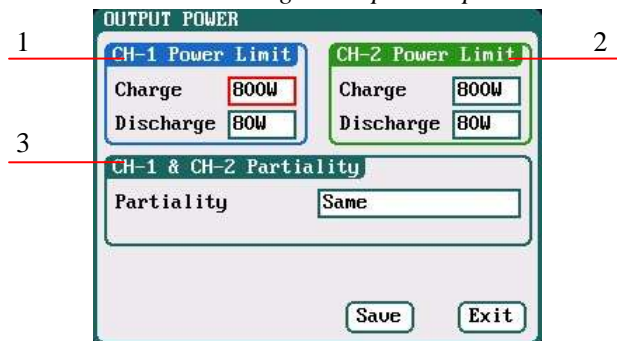 OUTPUT POWER
1
CH-1 Power Limit
CH-2 Power Limit
2
Charge 800W
Charge 800W
Discharge 80W
Discharge 80W
3
CH-1 & CH-2 Partiality
Partiality Same
Save
Exit